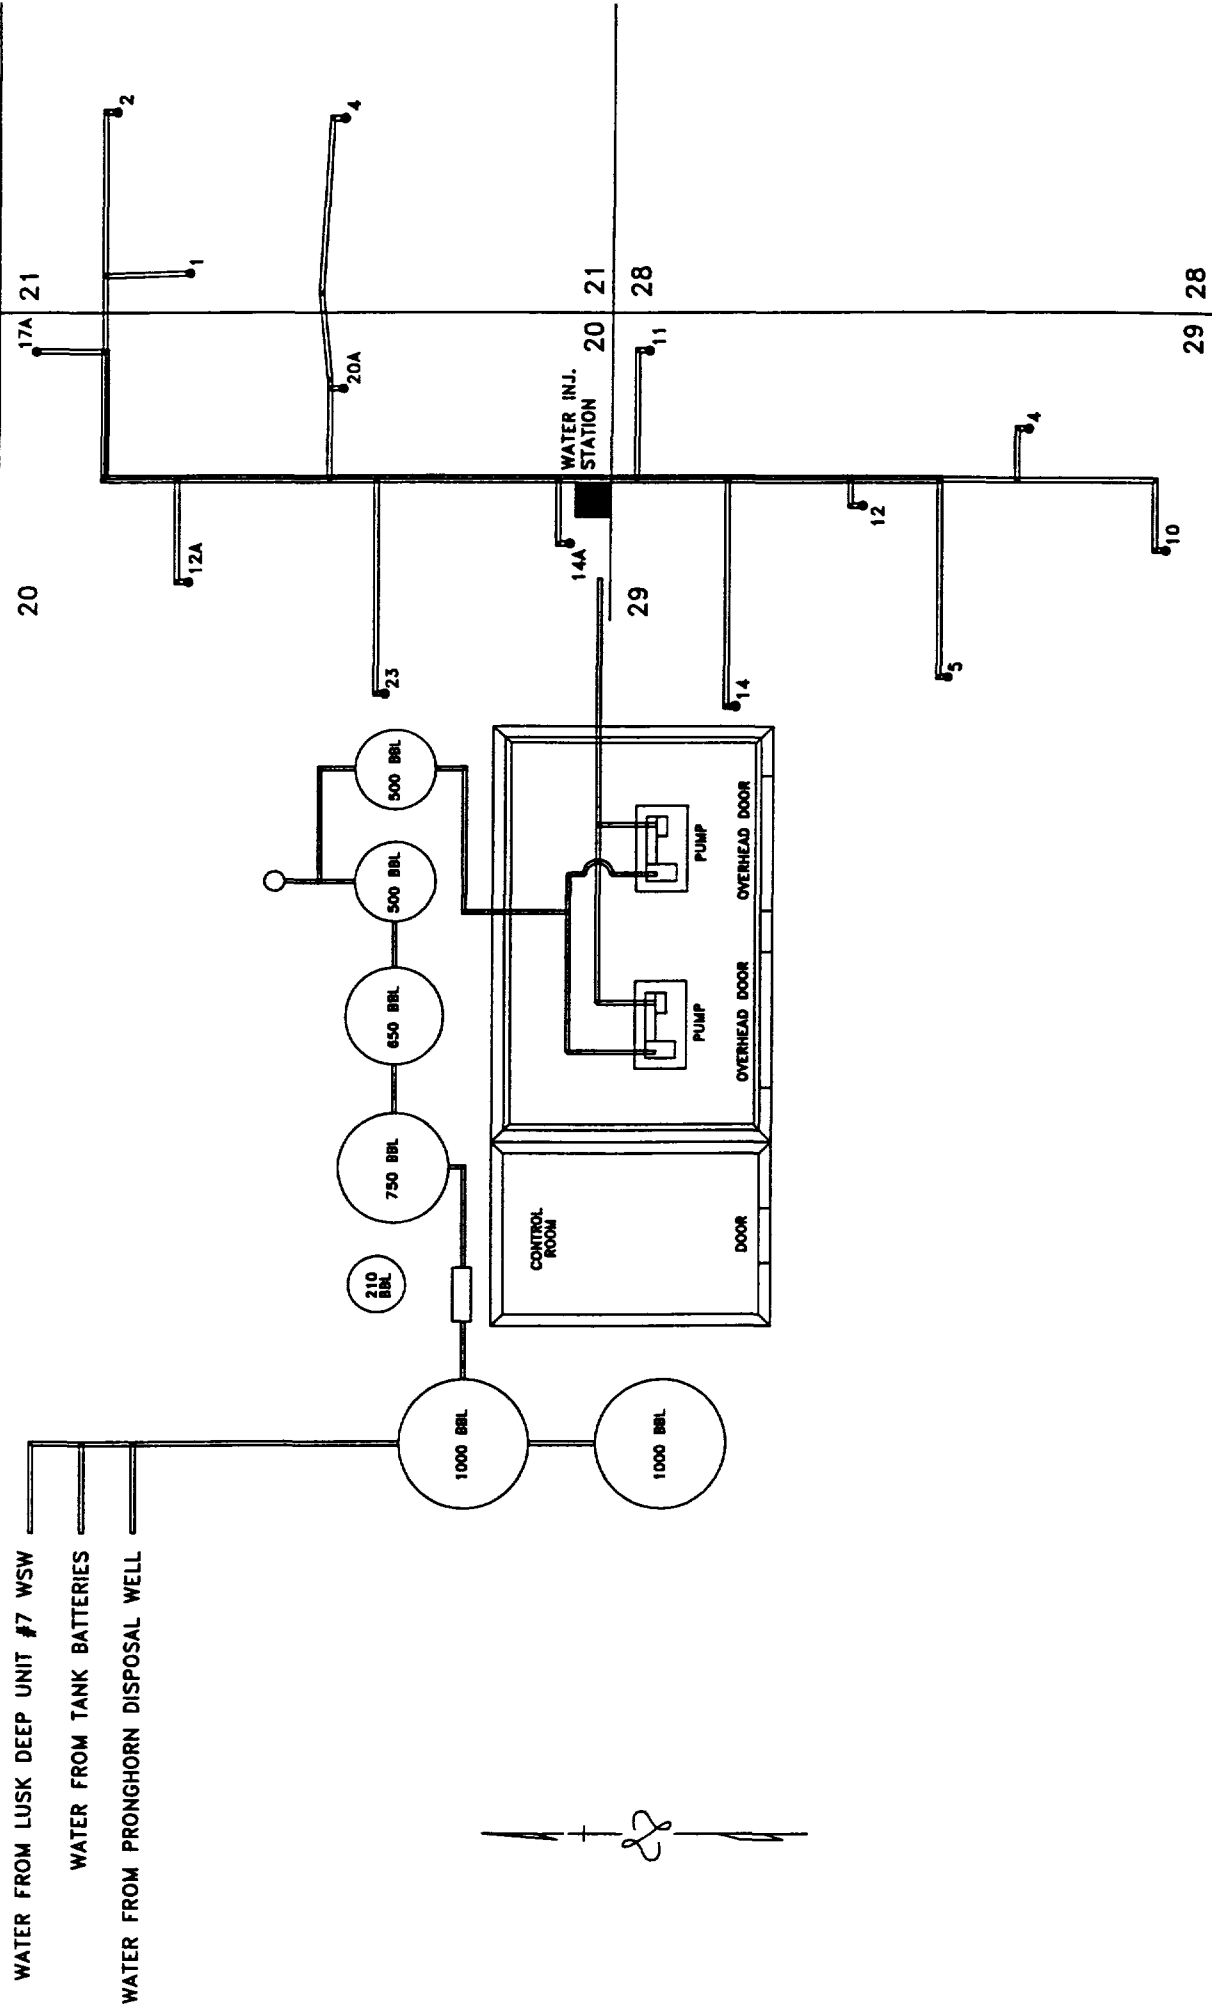 WATER FROM LUSK DEEP UNIT #7 WSW
WATER FROM TANK BATTERIES
WATER FROM PRONGHORN DISPOSAL WELL
1000 BBL
1000 BBL
210
BBL
750 BBL
650 BBL
500 BBL
500 BBL
CONTROL
ROOM
DOOR
PUMP
PUMP
OVERHEAD DOOR
OVERHEAD DOOR
20
21
17A
2
1
12A
4
20A
23
WATER INJ.
STATION
14A
20
21
29
28
11
14
12
4
5
10
29
28